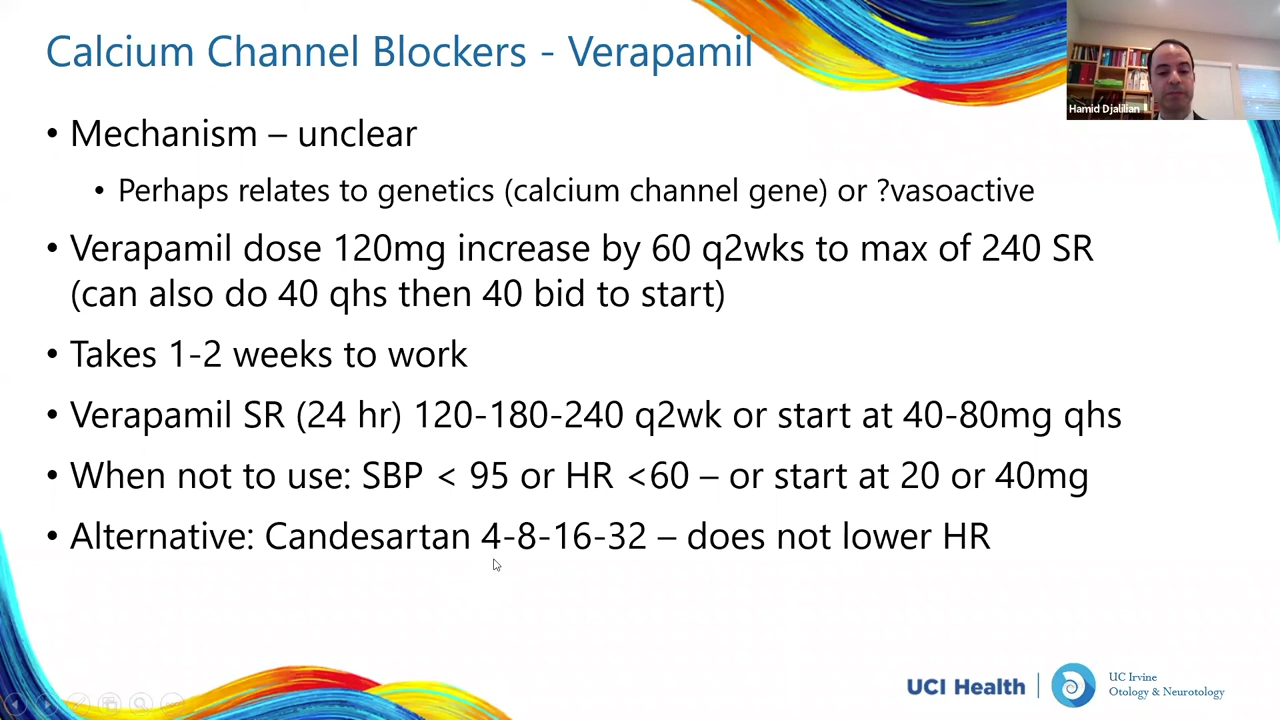 Calcium Channel Blockers - Verapamil
Hamid Djalilian
• Mechanism – unclear
• Perhaps relates to genetics (calcium channel gene) or ?vasoactive
• Verapamil dose 120mg increase by 60 q2wks to max of 240 SR
(can also do 40 qhs then 40 bid to start)
• Takes 1-2 weeks to work
• Verapamil SR (24 hr) 120-180-240 q2wk or start at 40-80mg qhs
• When not to use: SBP < 95 or HR <60 – or start at 20 or 40mg
• Alternative: Candesartan 4-8-16-32 – does not lower HR
UCI Health
UC Irvine
Otology & Neurotology